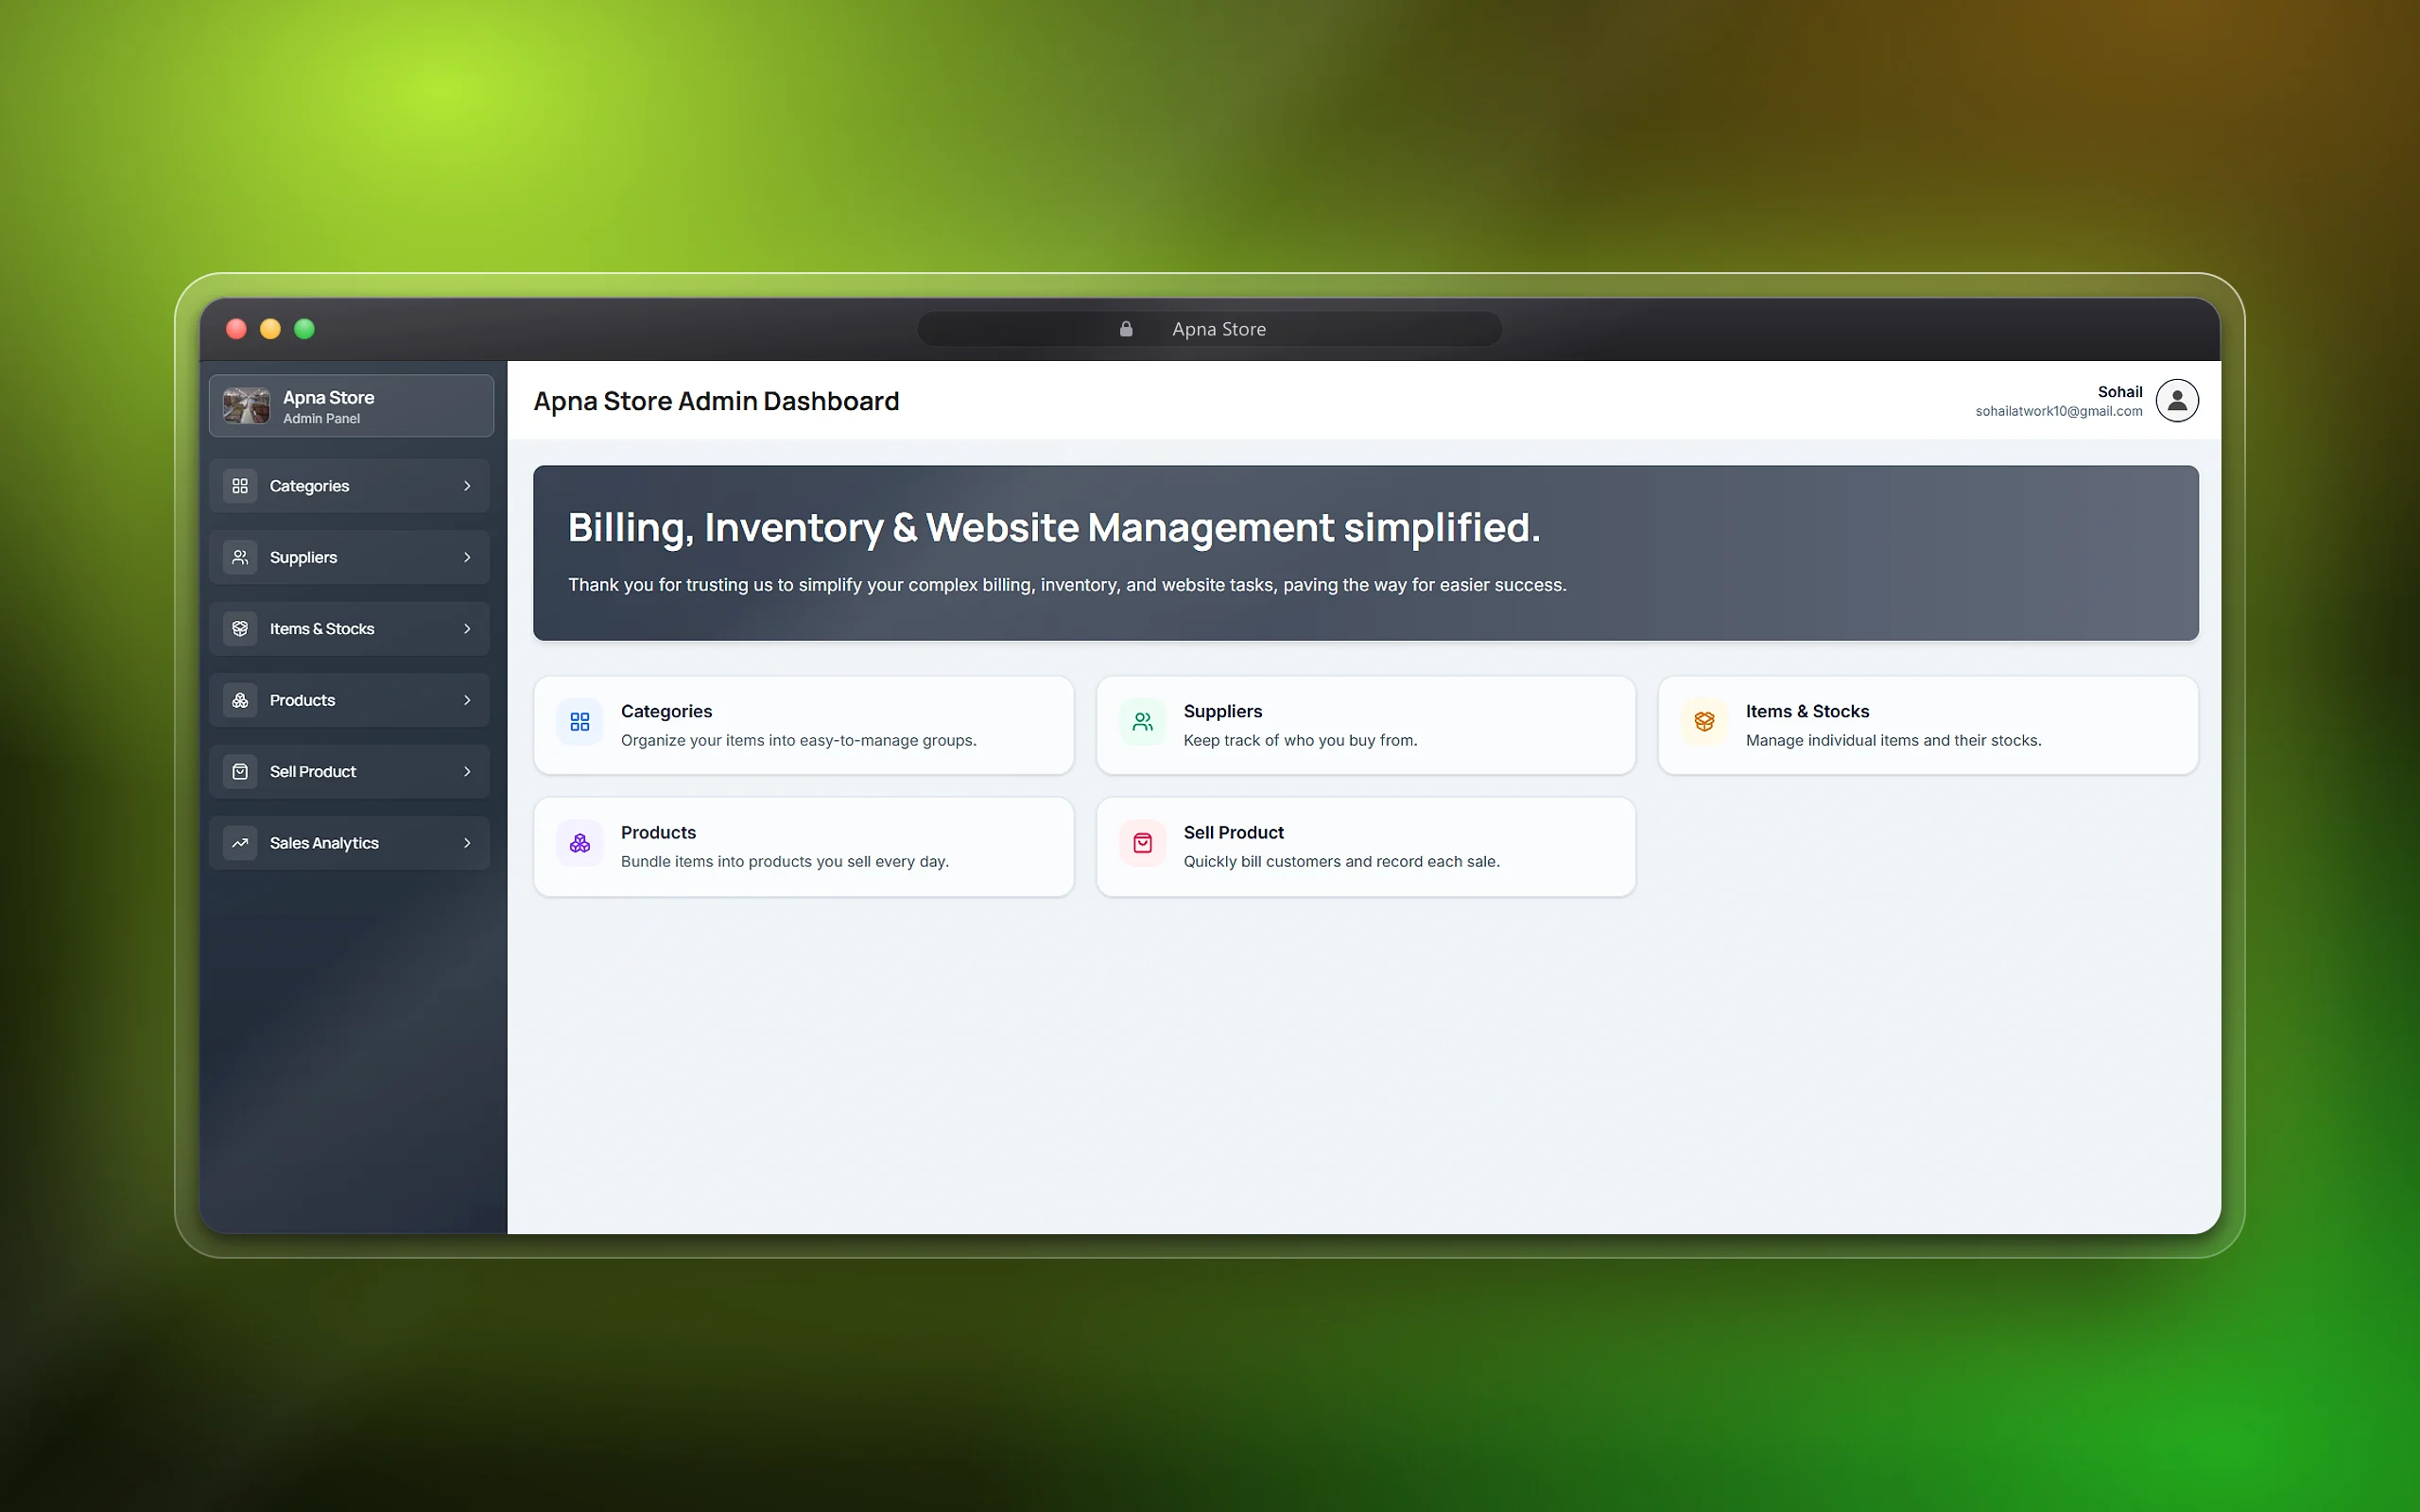 Apna Store
Apna Store
Admin Panel
Categories
Suppliers
Items & Stocks
Products
Sell Product
Sales Analytics
Apna Store Admin Dashboard
Sohail
sohailatwork10@gmail.com
Billing, Inventory & Website Management simplified.
Thank you for trusting us to simplify your complex billing, inventory, and website tasks, paving the way for easier success.
Categories
Organize your items into easy-to-manage groups.
Suppliers
Keep track of who you buy from.
Items & Stocks
Manage individual items and their stocks.
Products
Bundle items into products you sell every day.
Sell Product
Quickly bill customers and record each sale.